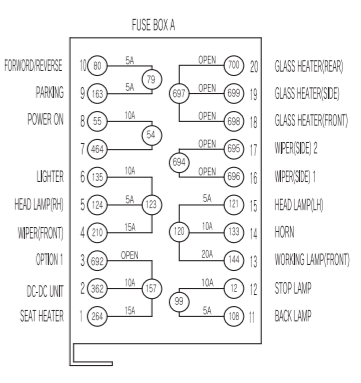 FUSE BOX A
FORWORD/REVERSE 10 80 5A OPEN 700 20 GLASS HEATER(REAR)
79
PARKING 9 163 5A 697 OPEN 699 19 GLASS HEATER(SIDE)
POWER ON 8 55 10A OPEN 698 18 GLASS HEATER(FRONT)
54
7 464 OPEN 695 17 WIPER(SIDE) 2
694
LIGHTER 6 135 10A OPEN 696 16 WIPER(SIDE) 1
HEAD LAMP(RH) 5 124 5A 123 5A 121 15 HEAD LAMP(LH)
WIPER(FRONT) 4 210 15A 120 10A 133 14 HORN
OPTION 1 3 692 OPEN 20A 144 13 WORKING LAMP(FRONT)
DC-DC UNIT 2 362 10A 157 10A 12 12 STOP LAMP
99
SEAT HEATER 1 264 15A 5A 108 11 BACK LAMP